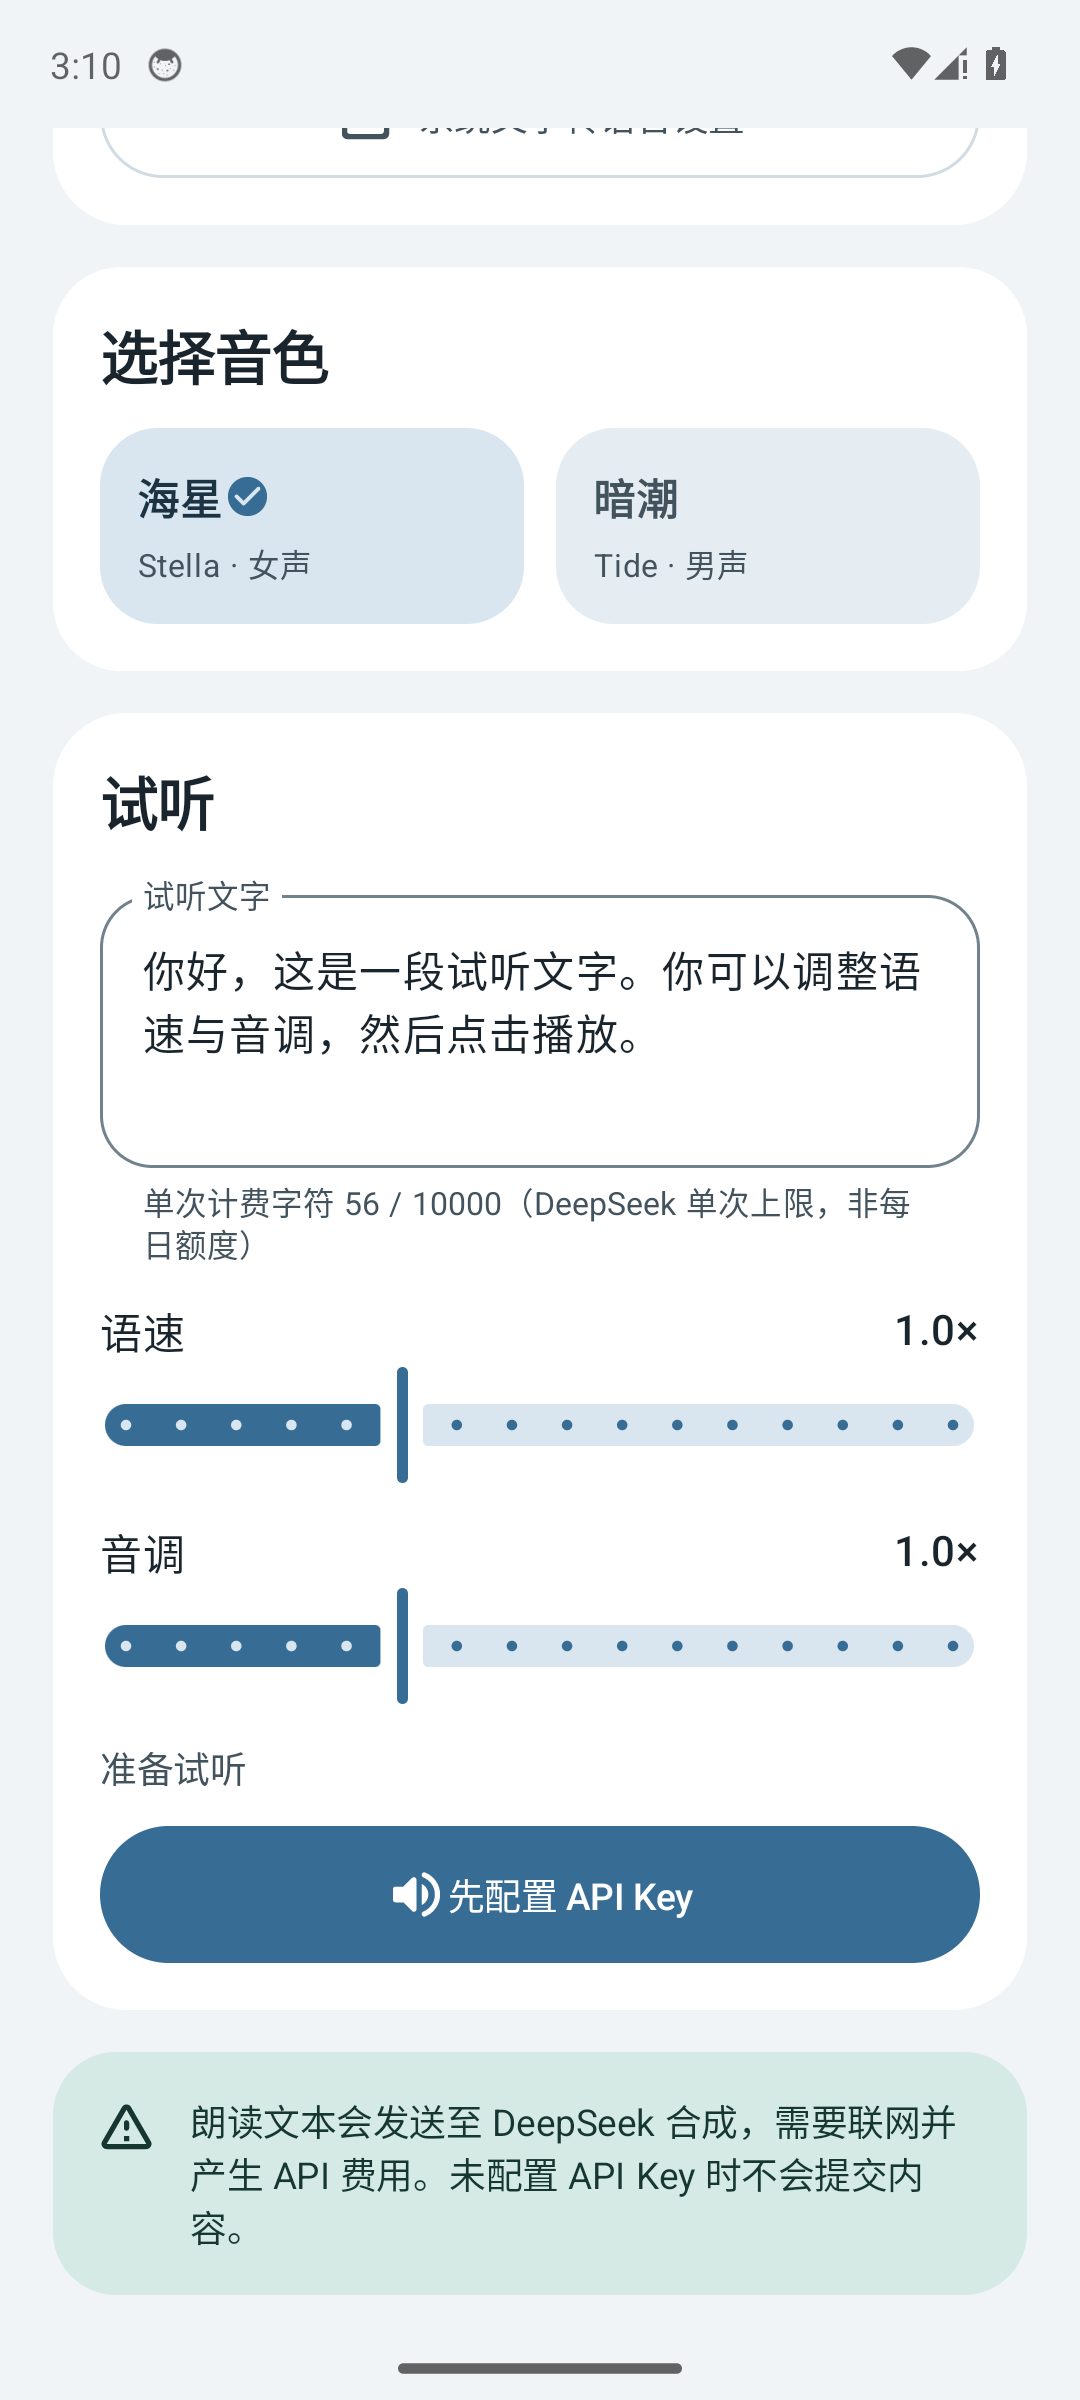 3:10
选择音色
海星
Stella · 女声
暗潮
Tide · 男声
试听
试听文字
你好，这是一段试听文字。你可以调整语
速与音调，然后点击播放。
单次计费字符 56 / 10000（DeepSeek 单次上限，非每
日额度）
语速
1.0×
音调
1.0×
准备试听
先配置 API Key
朗读文本会发送至 DeepSeek 合成，需要联网并
产生 API 费用。未配置 API Key 时不会提交内
容。